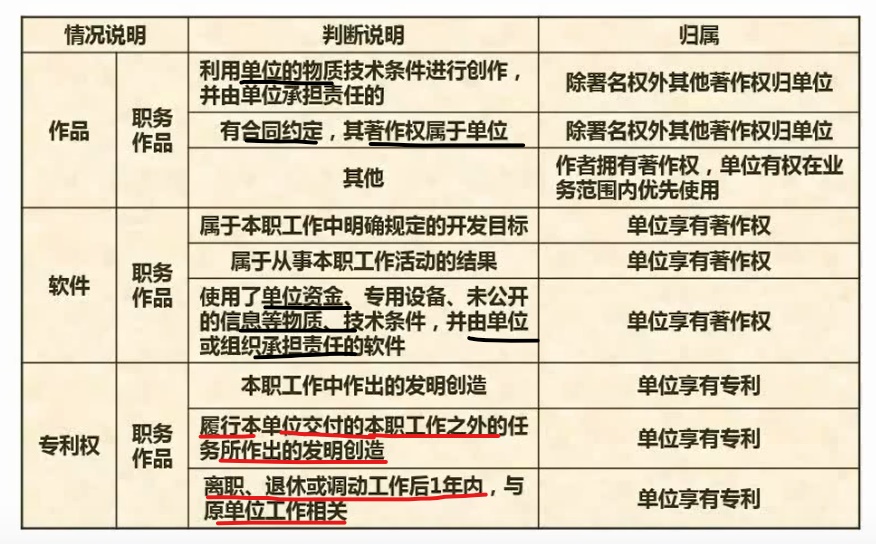 情况说明 判断说明 归属
作品
职务
作品
利用单位的物质技术条件进行创作，
并由单位承担责任的
除署名权外其他著作权归单位
有合同约定，其著作权属于单位
除署名权外其他著作权归单位
其他
作者拥有著作权，单位有权在业
务范围内优先使用
软件
职务
作品
属于本职工作中明确规定的开发目标
单位享有著作权
属于从事本职工作活动的结果
单位享有著作权
使用了单位资金、专用设备、未公开
的信息等物质、技术条件，并由单位
或组织承担责任的软件
单位享有著作权
专利权
职务
作品
本职工作中作出的发明创造
单位享有专利
履行本单位交付的本职工作之外的任
务所作出的发明创造
单位享有专利
离职、退休或调动工作后1年内，与
原单位工作相关
单位享有专利